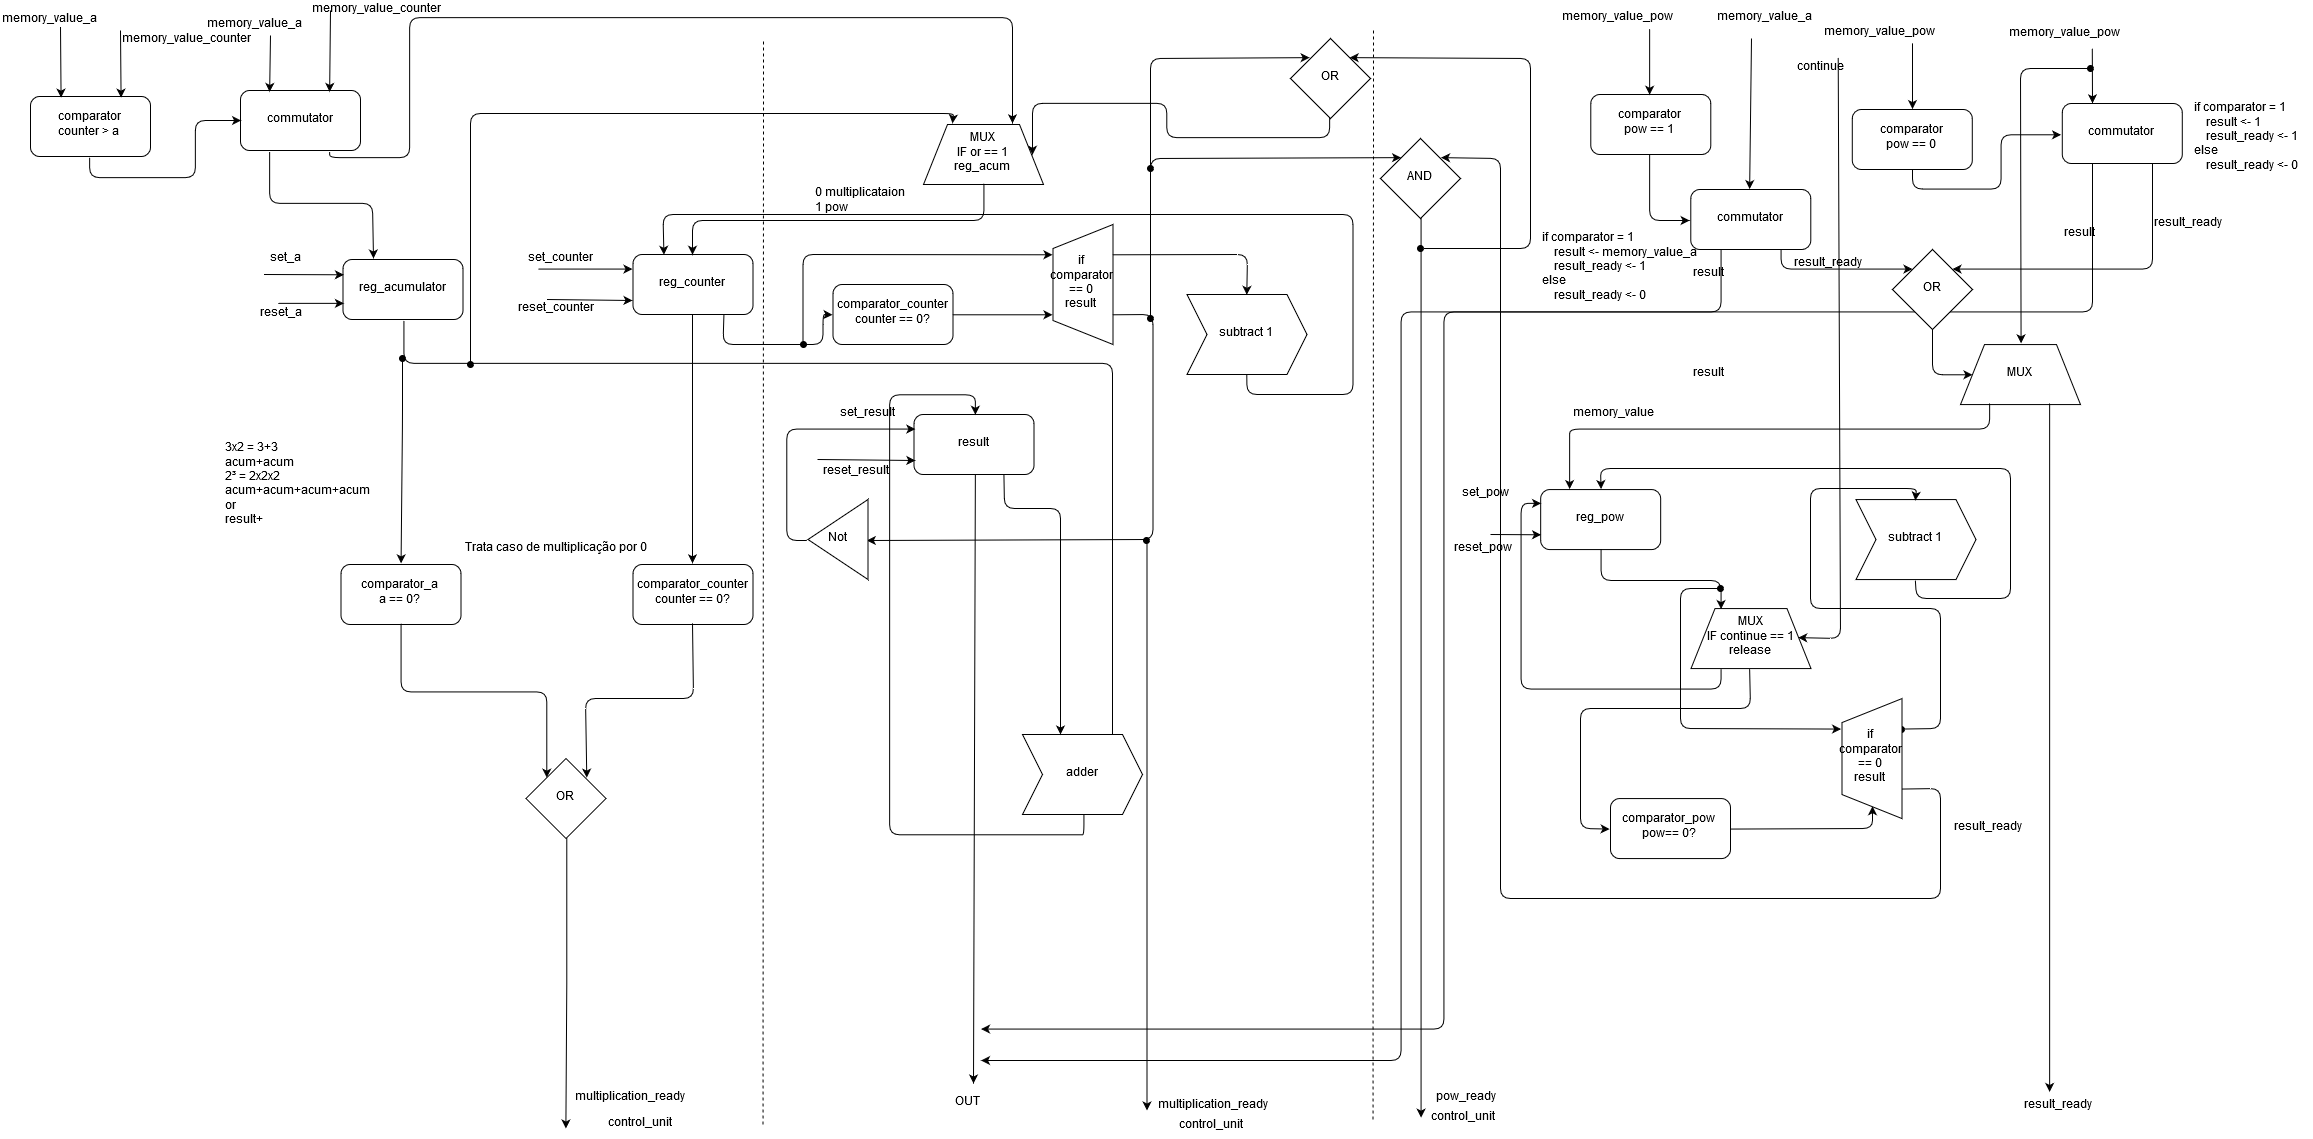 memory_value_a
memory_value_counter
memory_value_a
memory_value_counter
comparator
counter > a
commutator
set_a
reset_a
reg_acumulator
3x2 = 3+3
acum+acum
2³ = 2x2x2
acum+acum+acum+acum
or
result+
Trata caso de multiplicação por 0
comparator_a
a == 0?
comparator_counter
counter == 0?
OR
multiplication_ready
control_unit
MUX
IF or == 1
reg_acum
0 multiplicataion
1 pow
set_counter
reset_counter
reg_counter
comparator_counter
counter == 0?
if
comparator
== 0
result
subtract 1
OR
set_result
reset_result
result
Not
adder
OUT
multiplication_ready
control_unit
AND
pow_ready
control_unit
memory_value_pow
memory_value_a
continue
memory_value_pow
memory_value_pow
comparator
pow == 1
commutator
if comparator = 1
result <- memory_value_a
result_ready <- 1
else
result_ready <- 0
result
result_ready
comparator
pow == 0
commutator
if comparator = 1
result <- 1
result_ready <- 1
else
result_ready <- 0
result
result_ready
OR
MUX
result
memory_value
set_pow
reset_pow
reg_pow
subtract 1
MUX
IF continue == 1
release
if
comparator
== 0
result
comparator_pow
pow== 0?
result_ready
result_ready